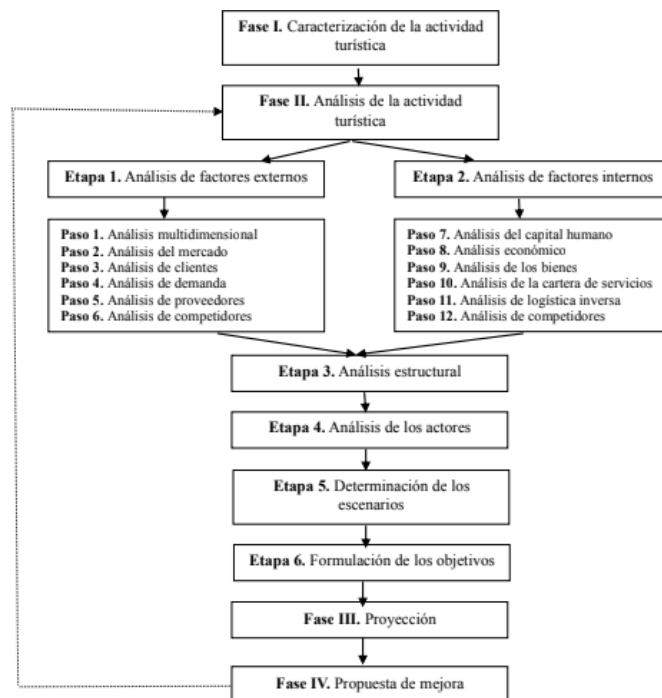 Fase I. Caracterización de la actividad
turística
Fase II. Análisis de la actividad
turística
Etapa 1. Análisis de factores externos
Etapa 2. Análisis de factores internos
Paso 1. Análisis multidimensional
Paso 2. Análisis del mercado
Paso 3. Análisis de clientes
Paso 4. Análisis de demanda
Paso 5. Análisis de proveedores
Paso 6. Análisis de competidores
Paso 7. Análisis del capital humano
Paso 8. Análisis económico
Paso 9. Análisis de los bienes
Paso 10. Análisis de la cartera de servicios
Paso 11. Análisis de logística inversa
Paso 12. Análisis de competidores
Etapa 3. Análisis estructural
Etapa 4. Análisis de los actores
Etapa 5. Determinación de los
escenarios
Etapa 6. Formulación de los objetivos
Fase III. Proyección
Fase IV. Propuesta de mejora